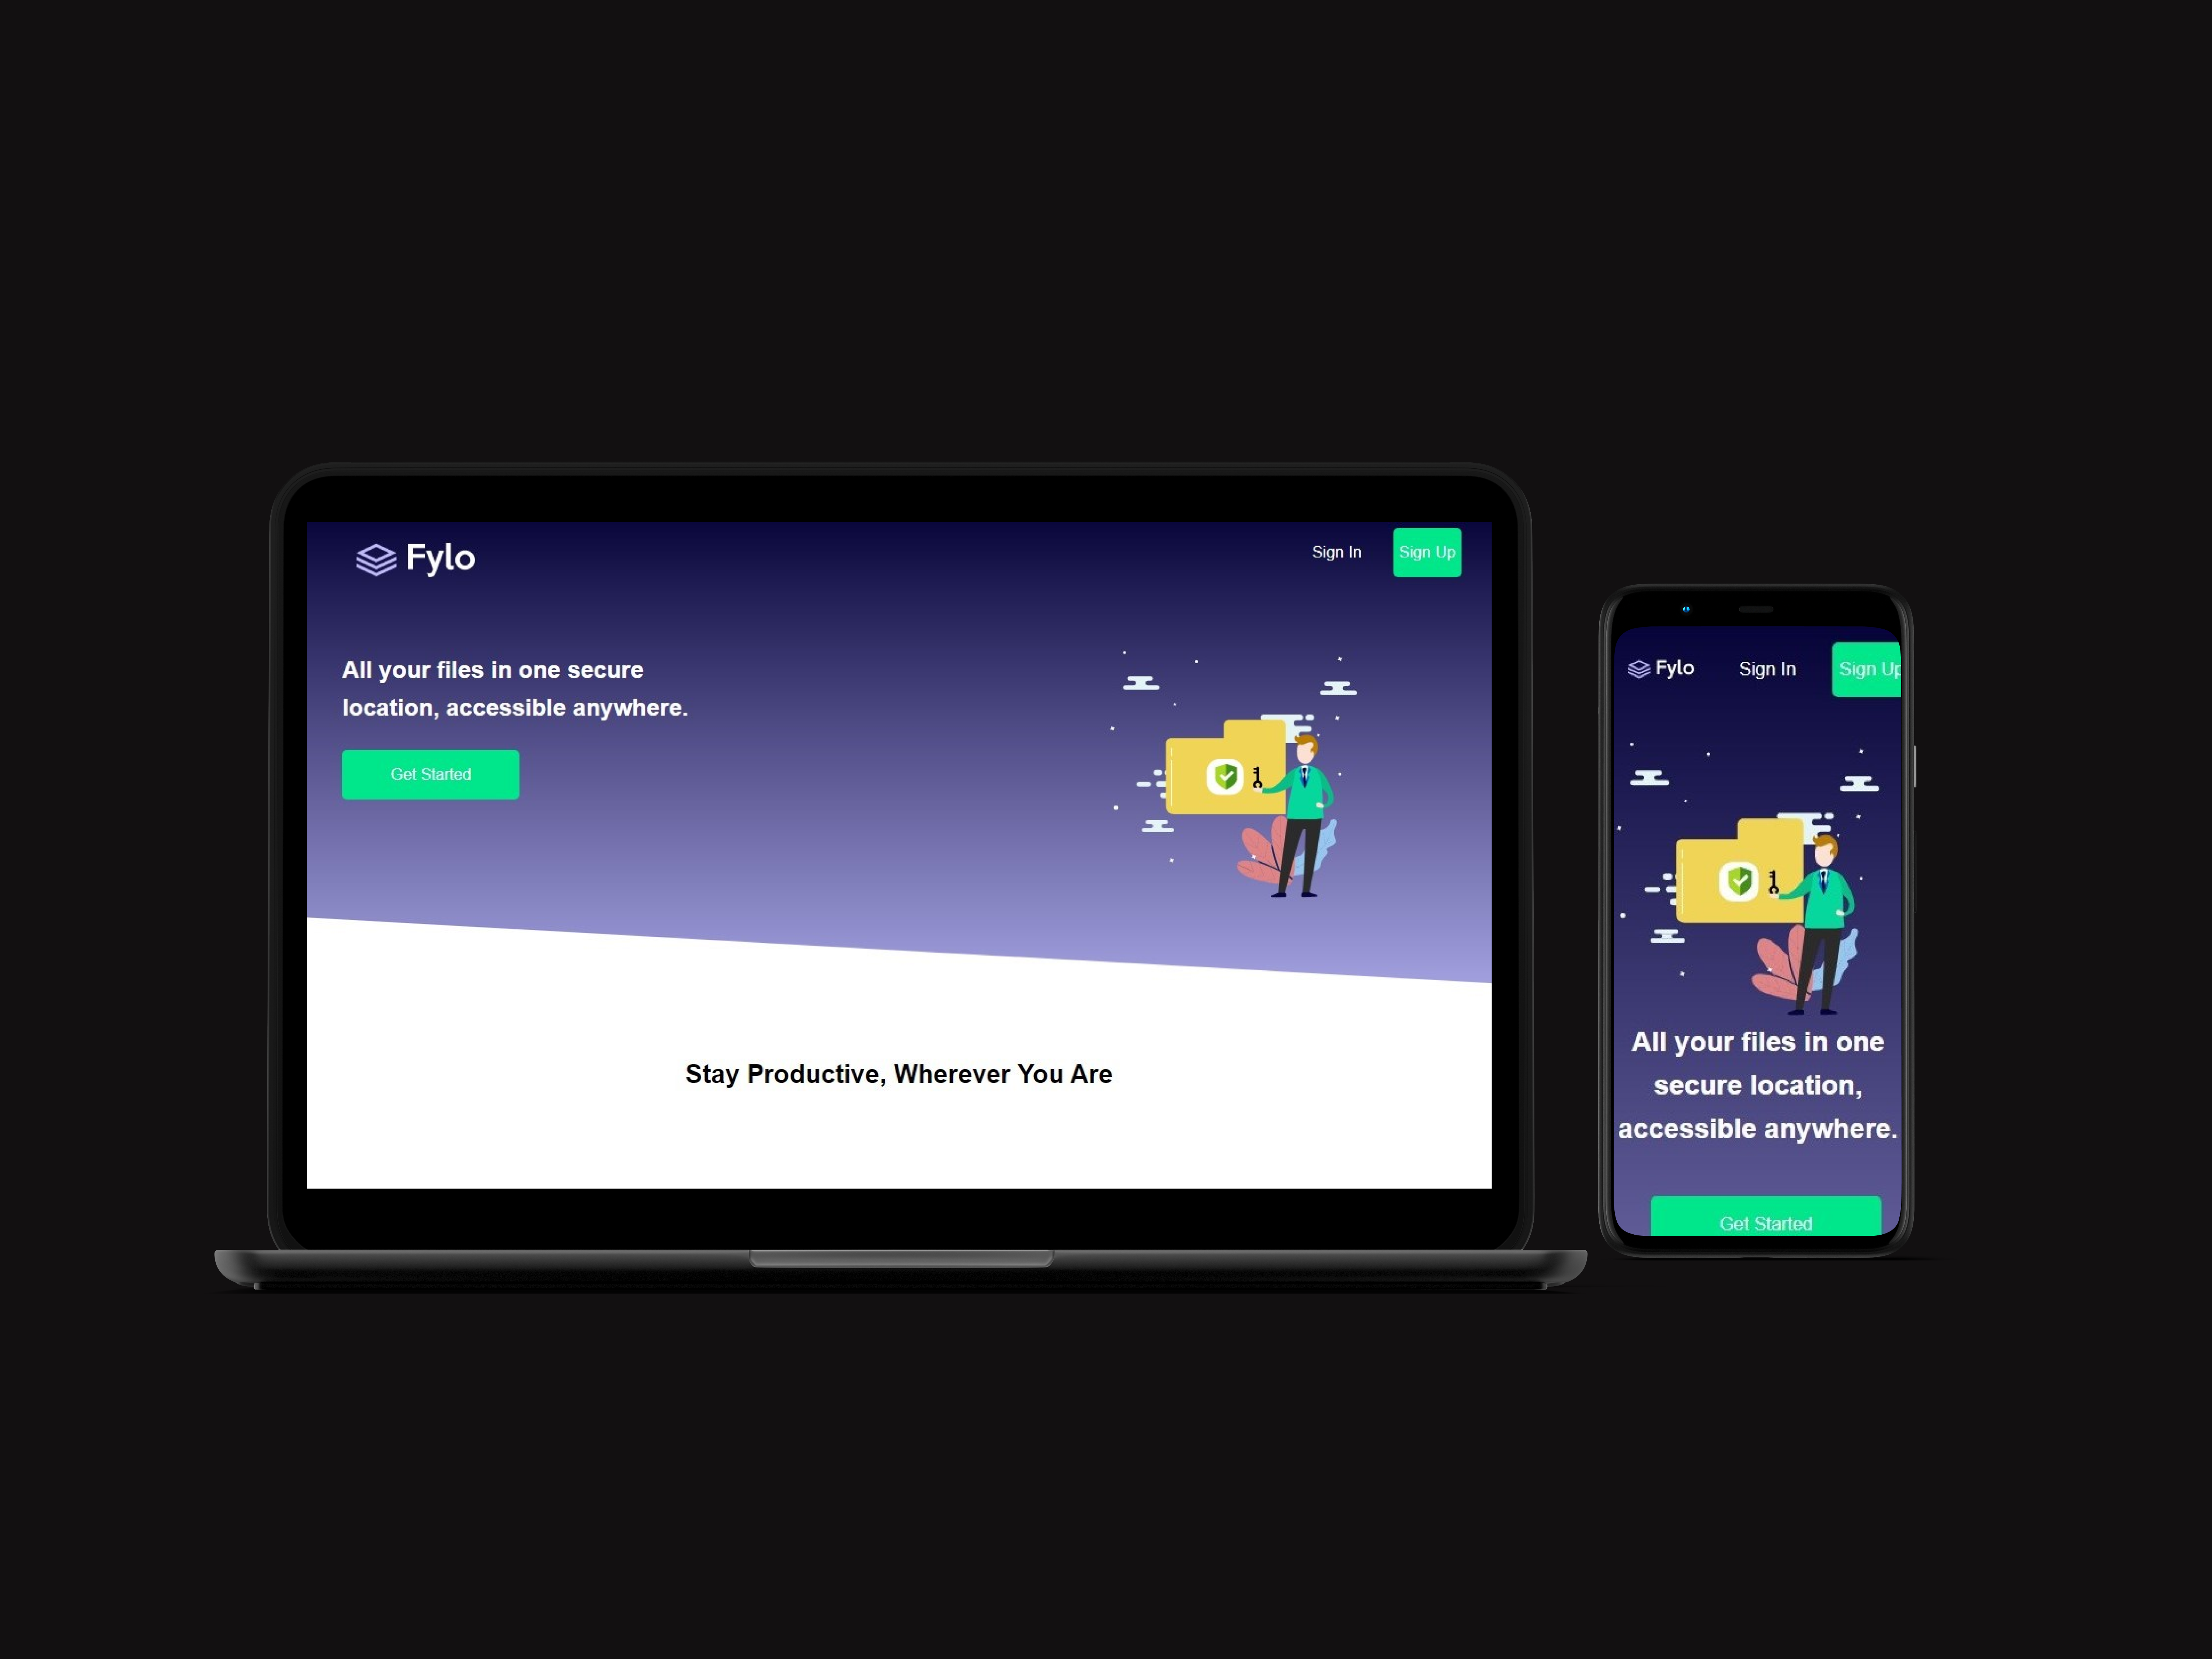 Fylo
Sign In
Sign Up
All your files in one secure
location, accessible anywhere.
Get Started
Stay Productive, Wherever You Are
Fylo
Sign In
Sign Up
All your files in one
secure location,
accessible anywhere.
Get Started